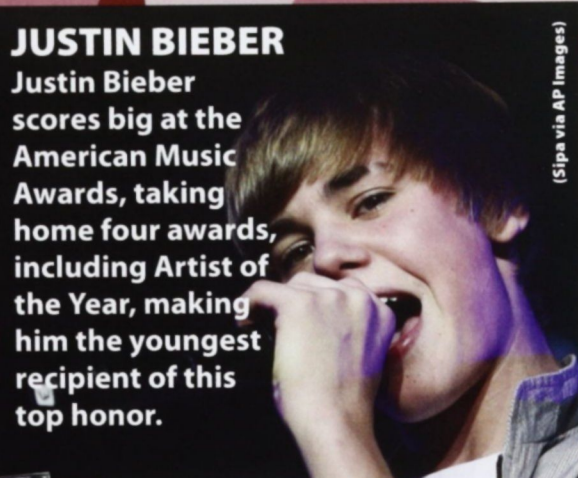 JUSTIN BIEBER
Justin Bieber
scores big at the
American Music
Awards, taking
home four awards,
including Artist of
the Year, making
him the youngest
recipient of this
top honor.
(Sipa via AP Images)